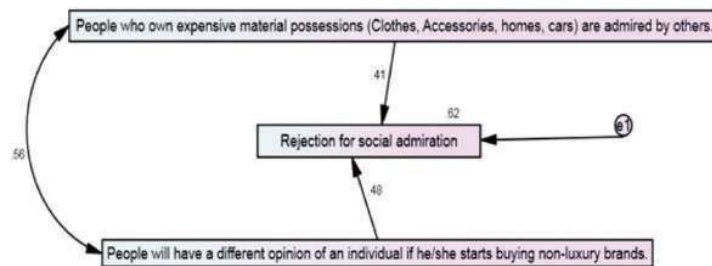 People who own expensive material possessions (Clothes, Accessories, homes, cars) are admired by others.
.41
.62
Rejection for social admiration
e1
.56
.48
People will have a different opinion of an individual if he/she starts buying non-luxury brands.